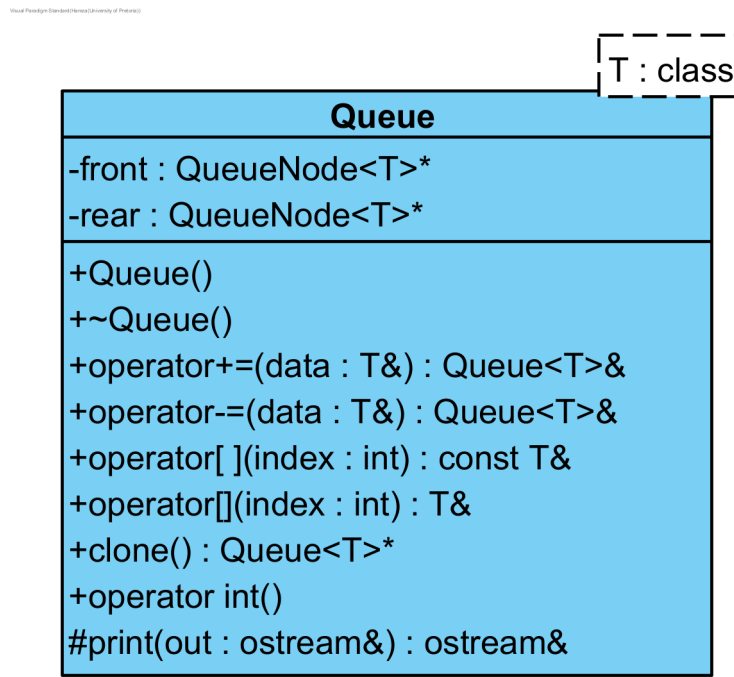 Visual Paradigm Standard(Hansie(University of Pretoria))
T : class
Queue
-front : QueueNode<T>*
-rear : QueueNode<T>*
+Queue()
+~Queue()
+operator+=(data : T&) : Queue<T>&
+operator-=(data : T&) : Queue<T>&
+operator[ ](index : int) : const T&
+operator[](index : int) : T&
+clone() : Queue<T>*
+operator int()
#print(out : ostream&) : ostream&